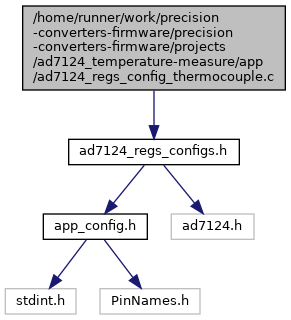 /home/runner/work/precision
-converters-firmware/precision
-converters-firmware/projects
/ad7124_temperature-measure/app
/ad7124_regs_config_thermocouple.c
ad7124_regs_configs.h
app_config.h
ad7124.h
stdint.h
PinNames.h